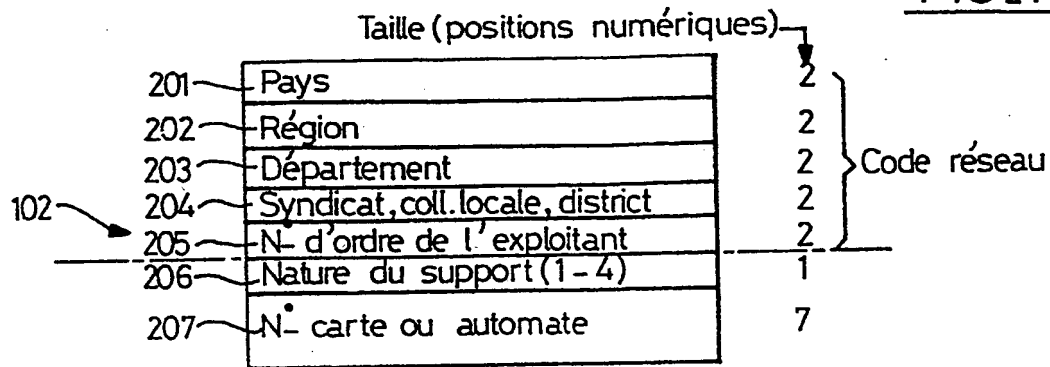 Taille (positions numériques)
201 Pays 2
202 Région 2
203 Département 2
Code réseau
204 Syndicat, coll. locale, district 2
102
205 N° d'ordre de l'exploitant 2
206 Nature du support (1-4) 1
207 N° carte ou automate 7